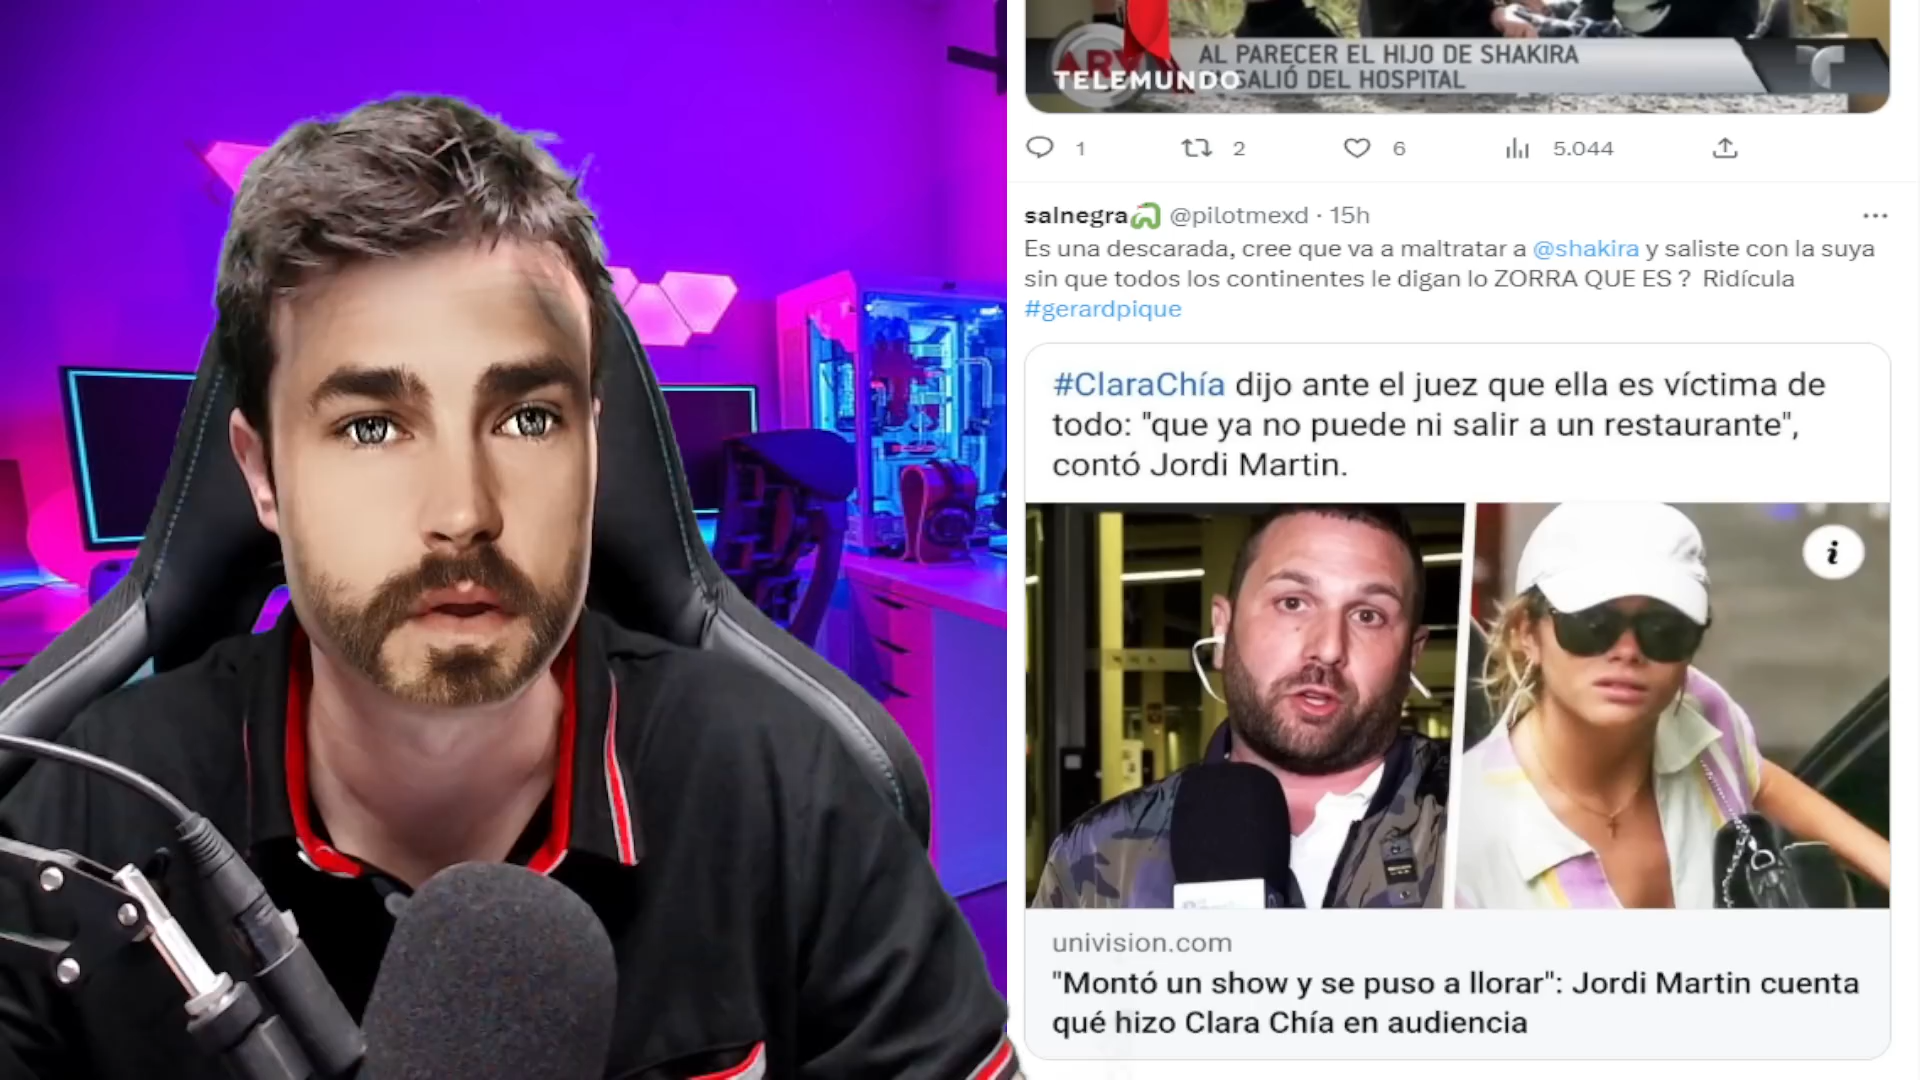 AL PARECER EL HIJO DE SHAKIRA
SALIÓ DEL HOSPITAL
TELEMUNDO
1 2 6 5.044
salnegra @pilotmexd · 15h
Es una descarada, cree que va a maltratar a @shakira y saliste con la suya
sin que todos los continentes le digan lo ZORRA QUE ES ? Ridícula
#gerardpique
#ClaraChía dijo ante el juez que ella es víctima de
todo: "que ya no puede ni salir a un restaurante",
contó Jordi Martin.
univision.com
"Montó un show y se puso a llorar": Jordi Martin cuenta
qué hizo Clara Chía en audiencia